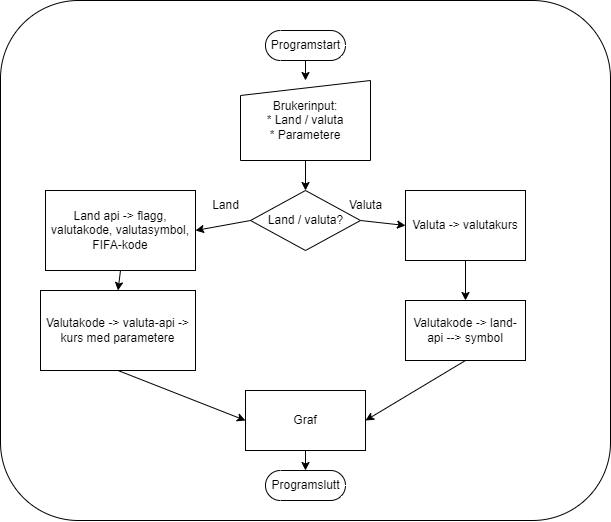 Programstart
Brukerinput:
* Land / valuta
* Parametere
Land / valuta?
Land
Valuta
Land api -> flagg,
valutakode, valutasymbol,
FIFA-kode
Valuta -> valutakurs
Valutakode -> valuta-api ->
kurs med parametere
Valutakode -> land-
api --> symbol
Graf
Programslutt